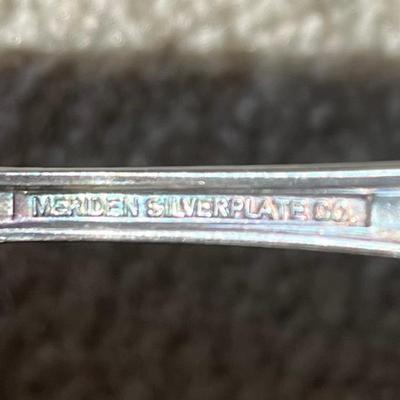 MERIDEN SILVERPLATE CO.